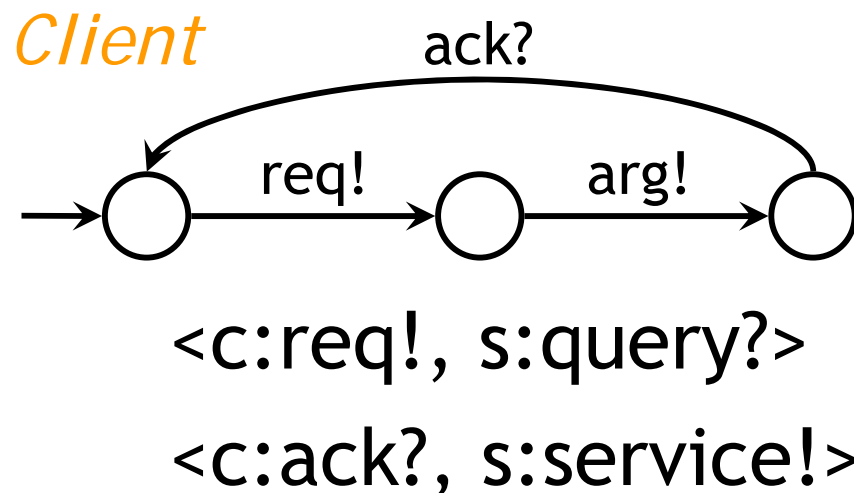 Client
ack?
req! arg!
<c:req!, s:query?>
<c:ack?, s:service!>